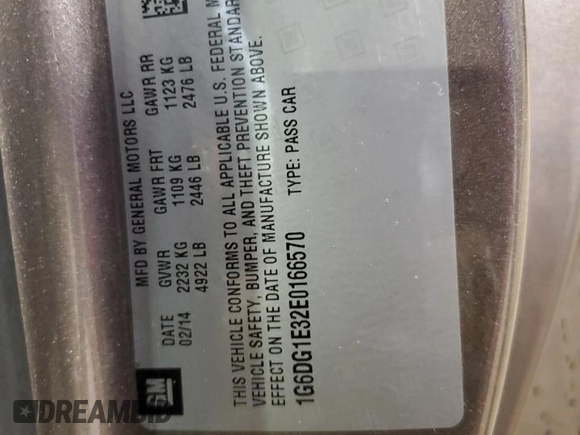 GM
MFD BY GENERAL MOTORS LLC
DATE GVWR GAWR FRT GAWR RR
02/14 2232 KG 1109 KG 1123 KG
4922 LB 2446 LB 2476 LB
THIS VEHICLE CONFORMS TO ALL APPLICABLE U.S. FEDERAL M
VEHICLE SAFETY, BUMPER, AND THEFT PREVENTION STANDAR
EFFECT ON THE DATE OF MANUFACTURE SHOWN ABOVE.
1G6DG1E32E0166570 TYPE: PASS CAR
DREAMBID